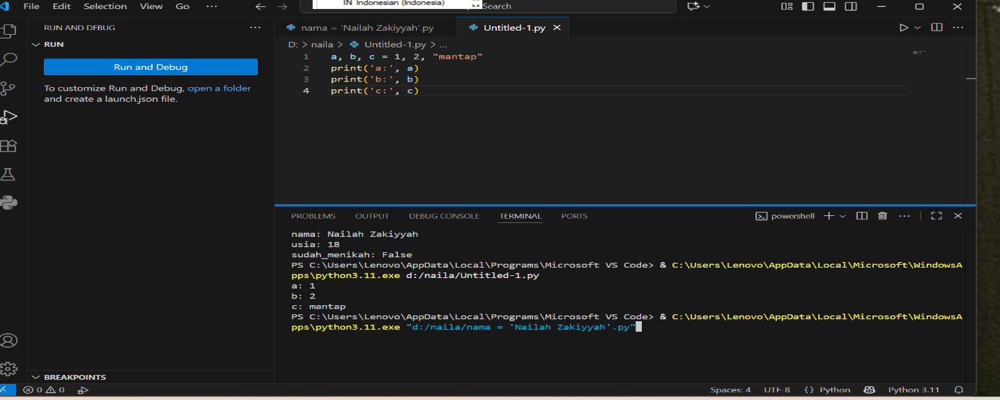 IN Indonesian (Indonesia)
File Edit Selection View Go ... Search
RUN AND DEBUG ...
nama = 'Nailah Zakiyyah'.py Untitled-1.py
RUN
D: > naila > Untitled-1.py > ...
Run and Debug
To customize Run and Debug, open a folder
and create a launch.json file.
1 a, b, c = 1, 2, "mantap"
2 print('a:', a)
3 print('b:', b)
4 print('c:', c)
PROBLEMS OUTPUT DEBUG CONSOLE TERMINAL PORTS powershell
nama: Nailah Zakiyyah
usia: 18
sudah_menikah: False
PS C:\Users\Lenovo\AppData\Local\Programs\Microsoft VS Code> & C:\Users\Lenovo\AppData\Local\Microsoft\WindowsA
pps\python3.11.exe d:/naila/Untitled-1.py
a: 1
b: 2
c: mantap
PS C:\Users\Lenovo\AppData\Local\Programs\Microsoft VS Code> & C:\Users\Lenovo\AppData\Local\Microsoft\WindowsA
pps\python3.11.exe "d:/naila/nama = 'Nailah Zakiyyah'.py"
BREAKPOINTS
0 0 Spaces: 4 UTF-8 {} Python Python 3.11